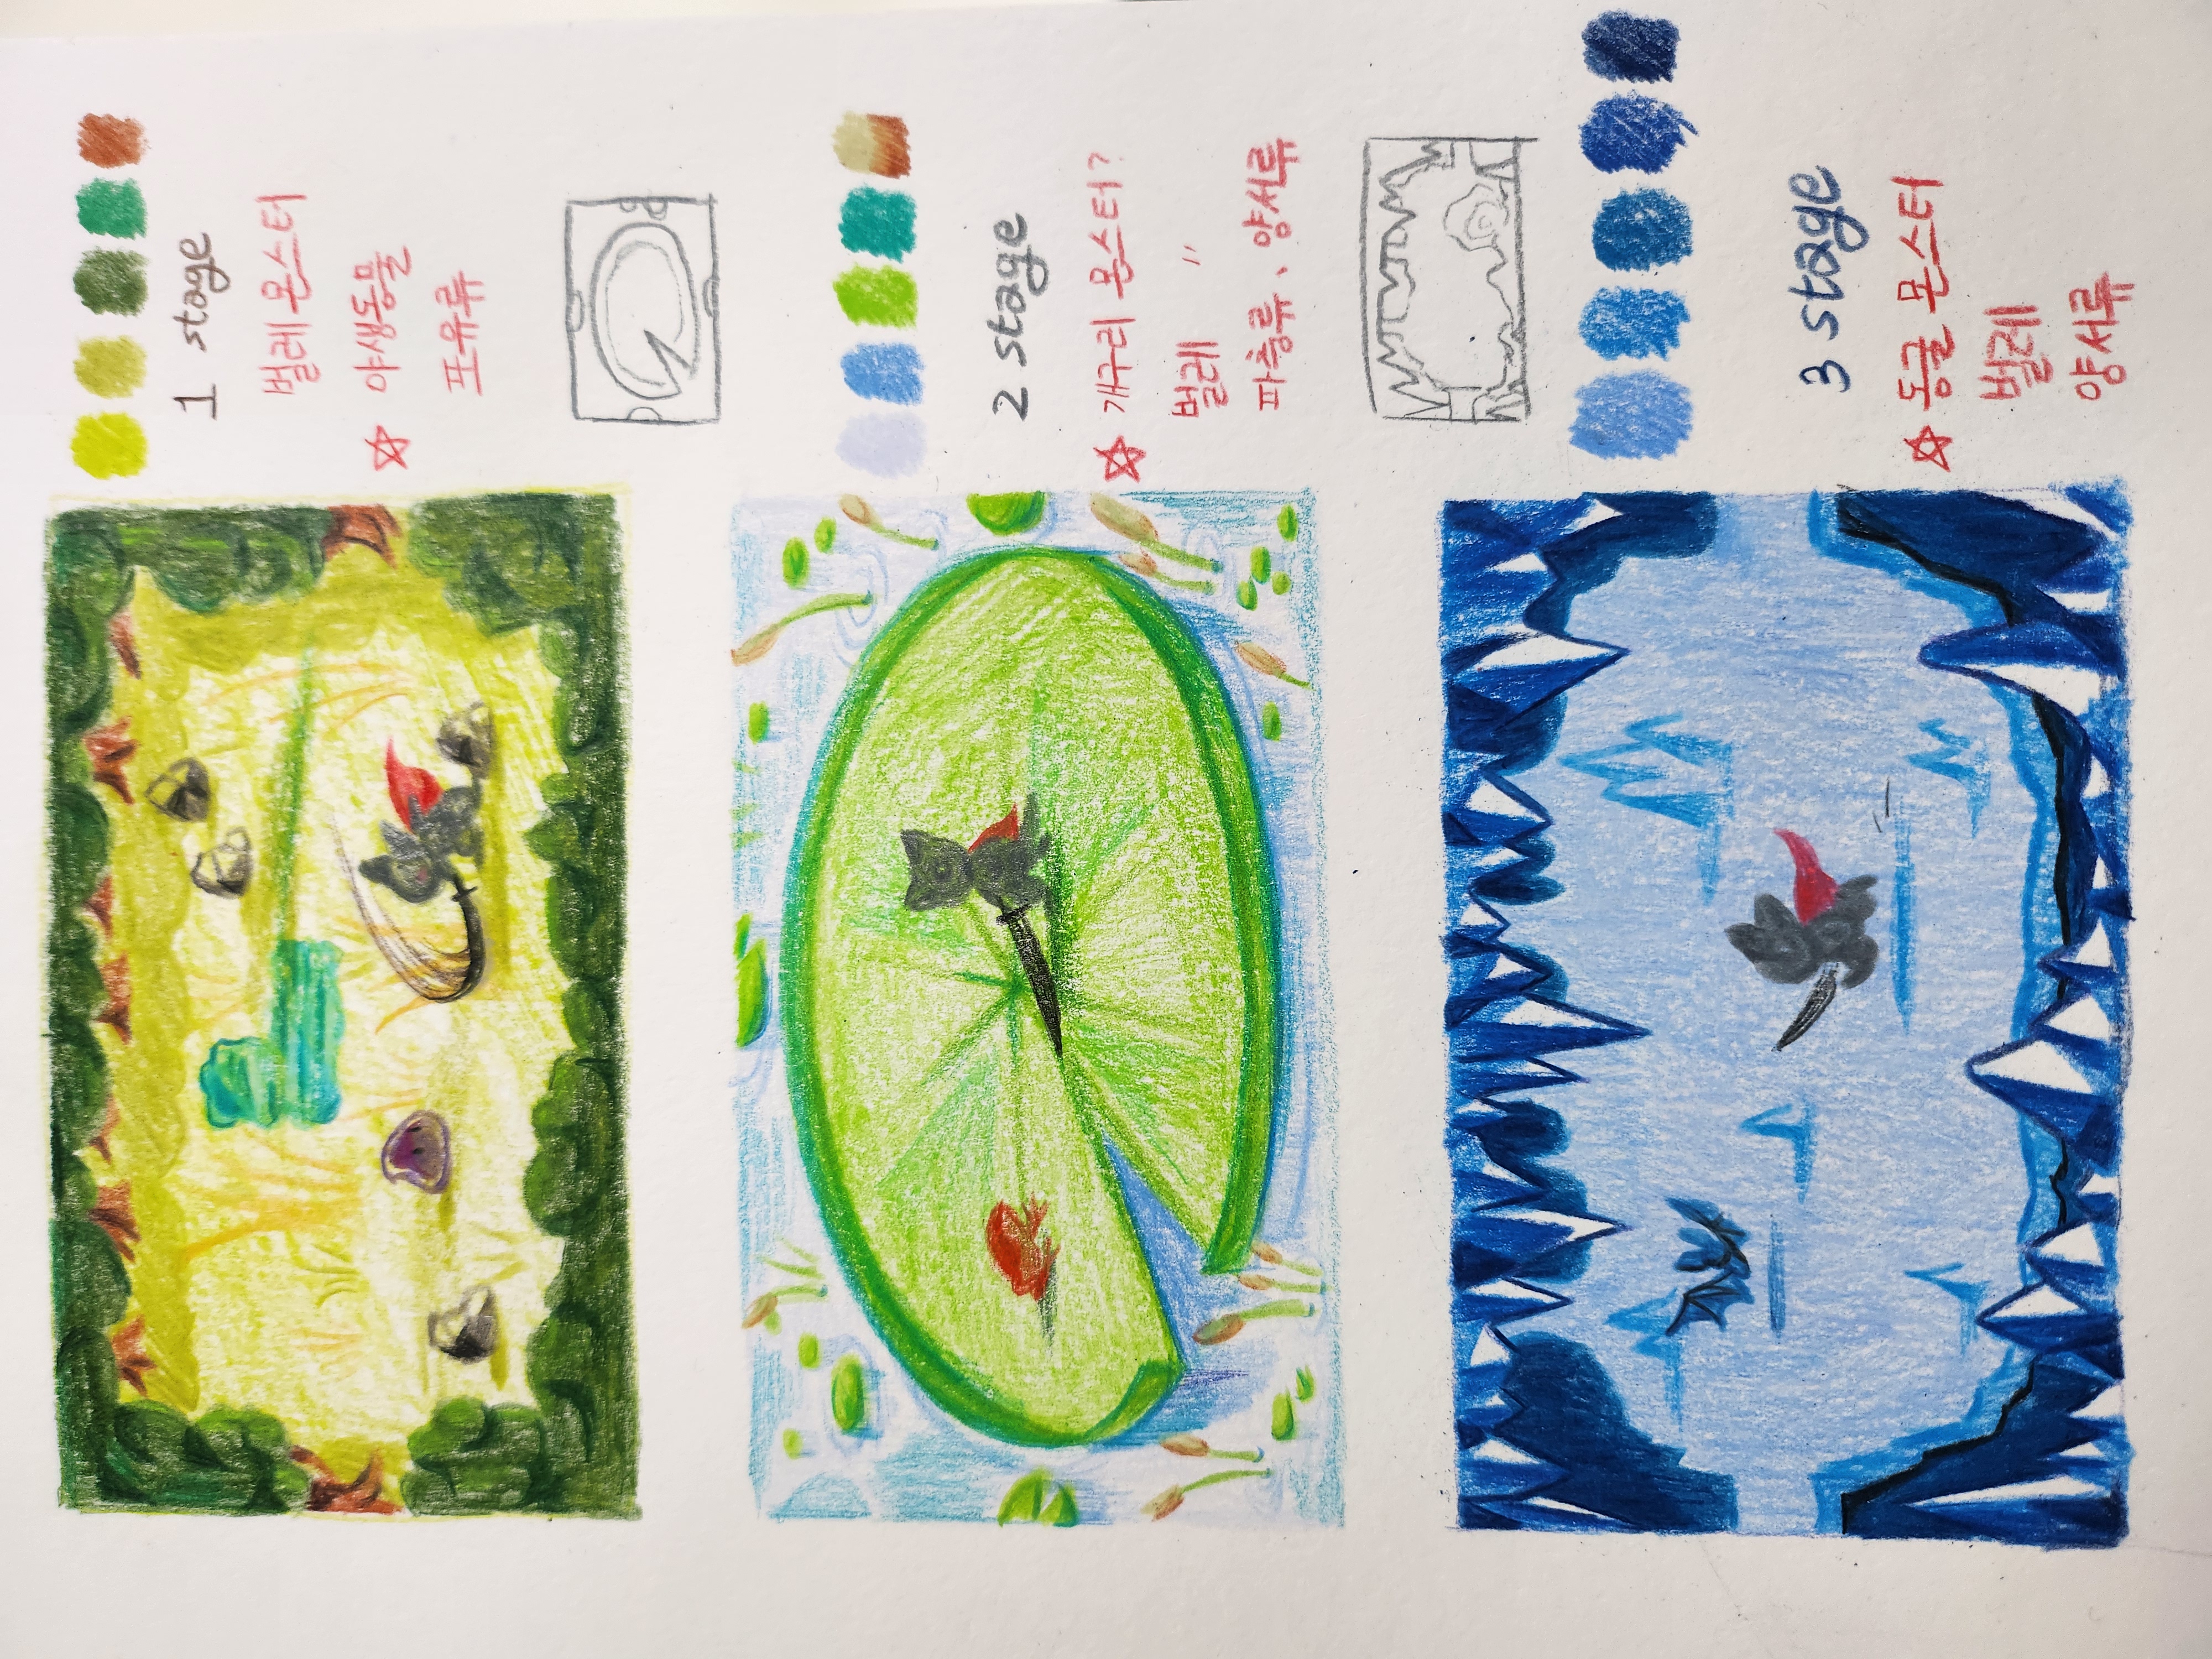 1 stage
벌레 몬스터
야생동물
포유류
2 stage
개구리 몬스터?
벌레 "
파충류, 양서류
3 stage
동굴 몬스터
벌레
양서류